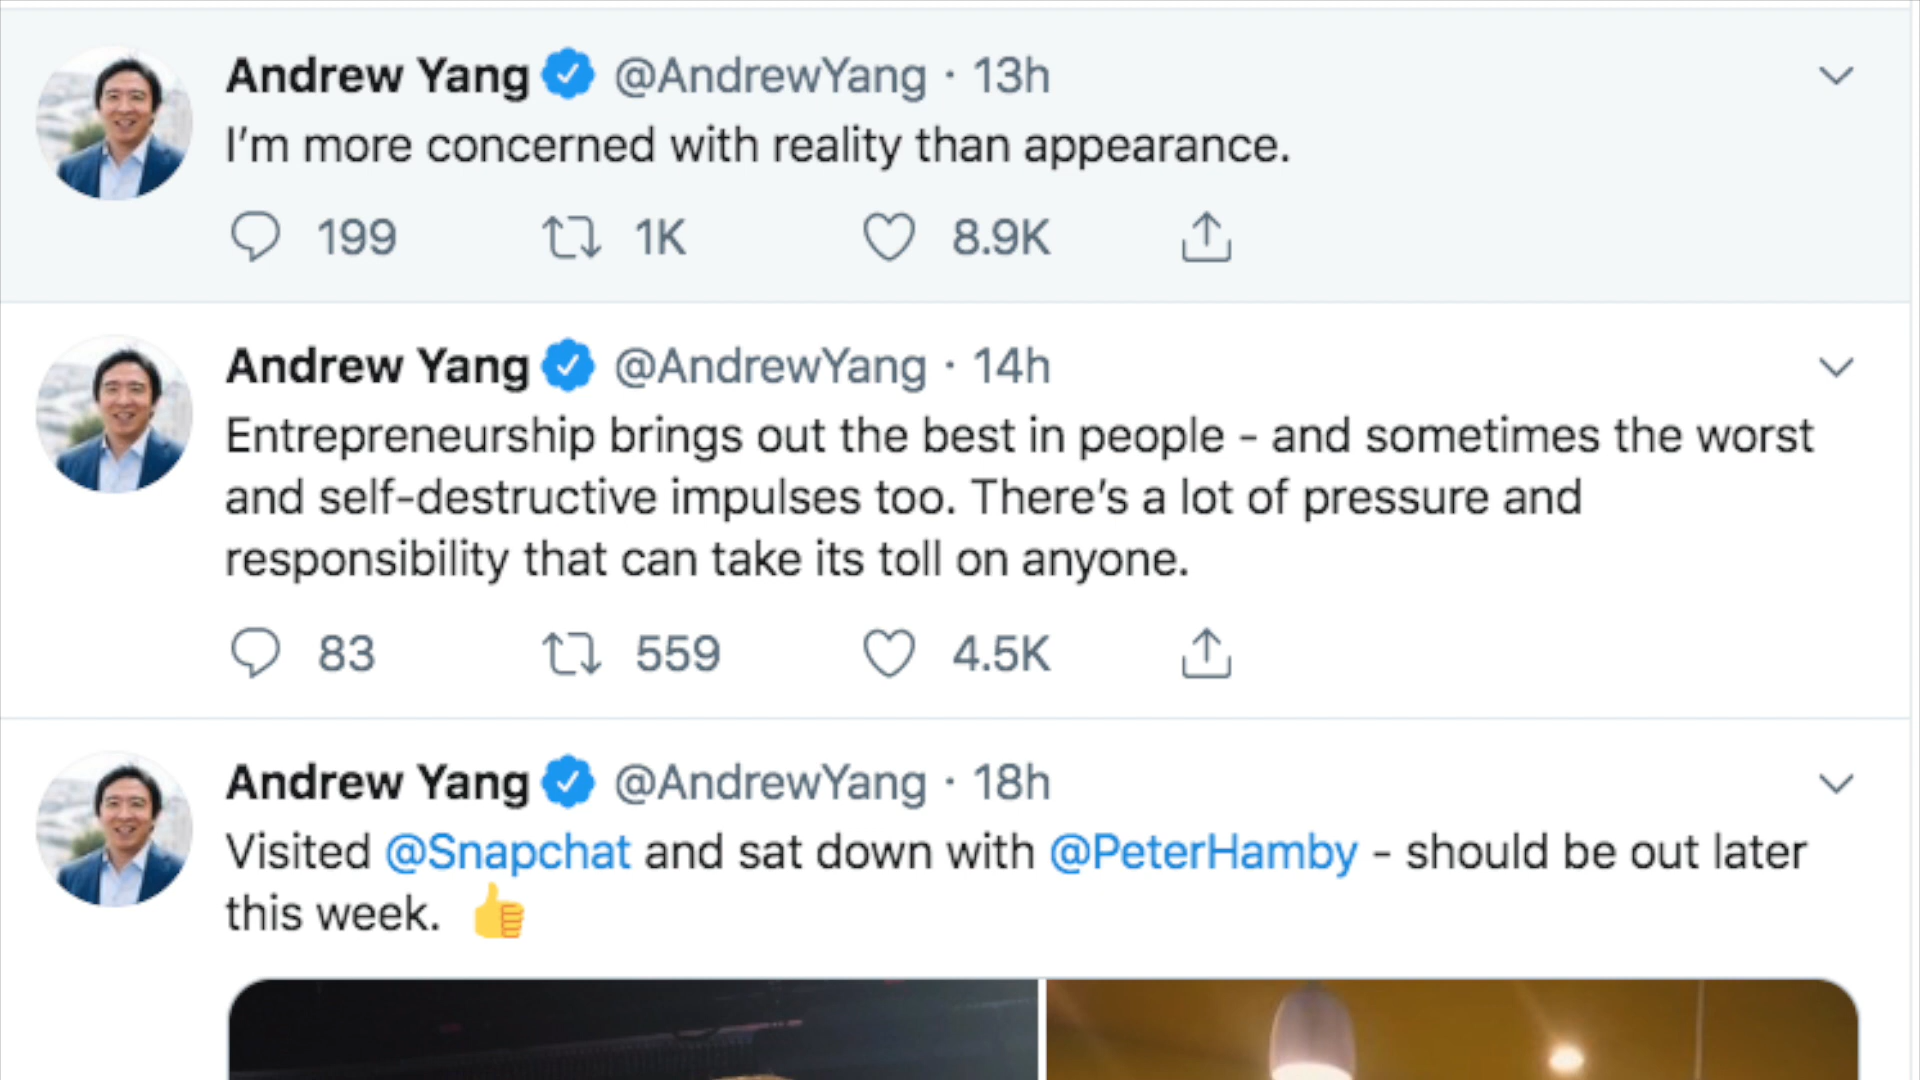 Andrew Yang @AndrewYang · 13h
I’m more concerned with reality than appearance.
199 1K 8.9K
Andrew Yang @AndrewYang · 14h
Entrepreneurship brings out the best in people - and sometimes the worst
and self-destructive impulses too. There’s a lot of pressure and
responsibility that can take its toll on anyone.
83 559 4.5K
Andrew Yang @AndrewYang · 18h
Visited @Snapchat and sat down with @PeterHamby - should be out later
this week. 👍